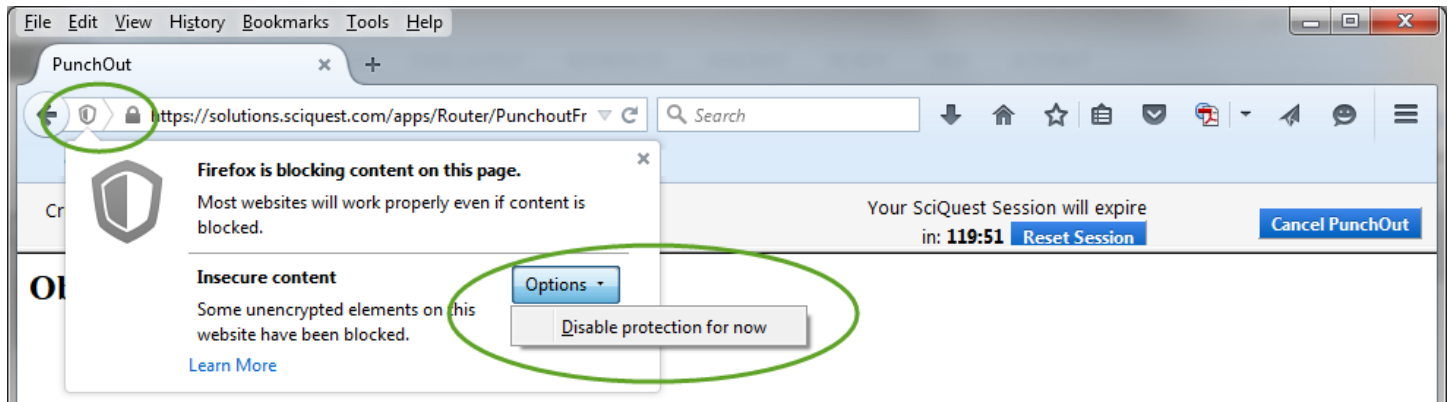 File Edit View History Bookmarks Tools Help
PunchOut
https://solutions.sciquest.com/apps/Router/PunchoutFr
Search
Firefox is blocking content on this page.
Most websites will work properly even if content is
blocked.
Cr
Your SciQuest Session will expire
in: 119:51 Reset Session
Cancel PunchOut
Insecure content
Options
Some unencrypted elements on this
website have been blocked.
Disable protection for now
Learn More